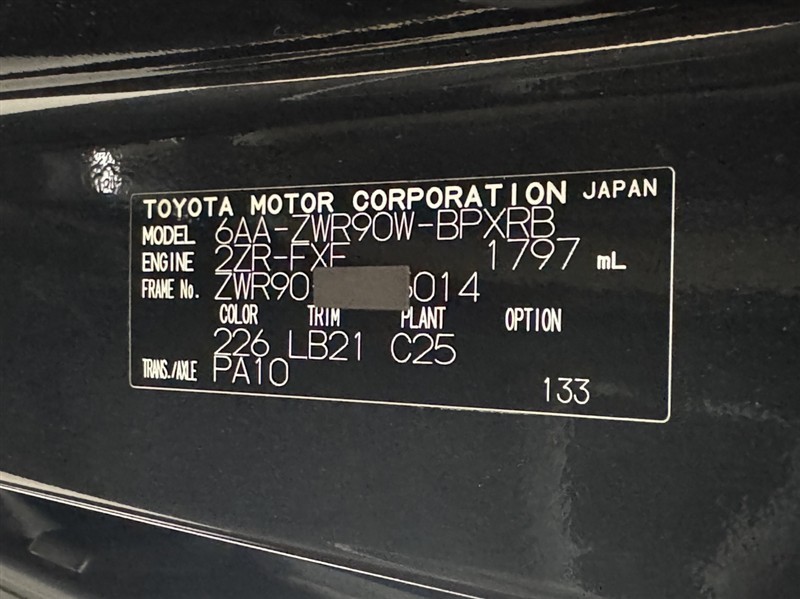 TOYOTA MOTOR CORPORATION JAPAN
MODEL 6AA-ZWR90W-BPXRB
ENGINE 2ZR-FXE 1797 mL
FRAME No. ZWR90 6014
COLOR TRIM PLANT OPTION
226 LB21 C25
TRANS./AXLE PA10
133